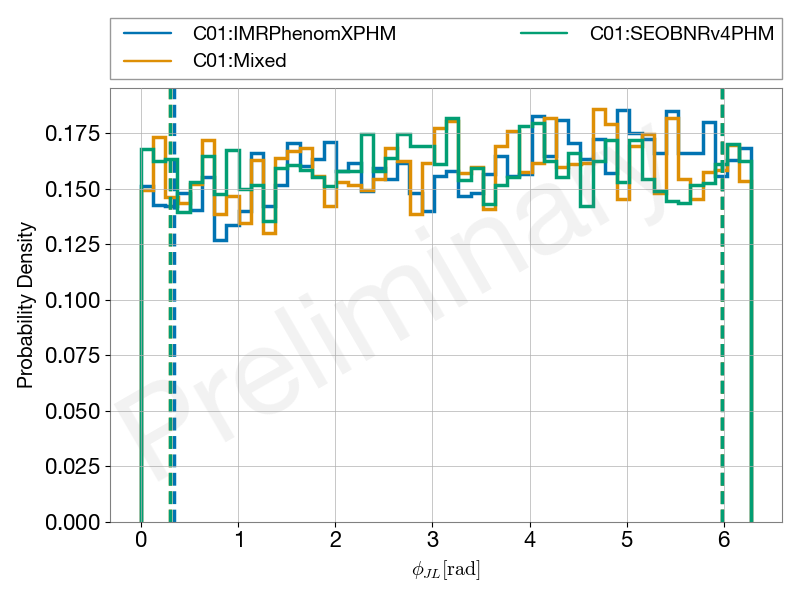 C01:IMRPhenomXPHM
C01:Mixed
C01:SEOBNRv4PHM
Preliminary
Probability Density
0.175
0.150
0.125
0.100
0.075
0.050
0.025
0.000
0 1 2 3 4 5 6
ϕ_JL [rad]